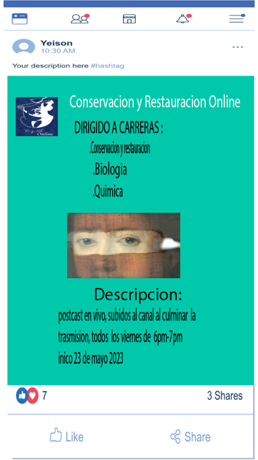 Yeison
10:30 AM
Your description here #hashtag
Conservacion y Restauracion Online
DIRIGIDO A CARRERAS :
.Conservacion y restauración
.Biologia
.Quimica
Descripcion:
postcast en vivo, subidos al canal al culminar la
trasmision, todos los viernes de 6pm-7pm
inico 23 de mayo 2023
7
3 Shares
Like
Share